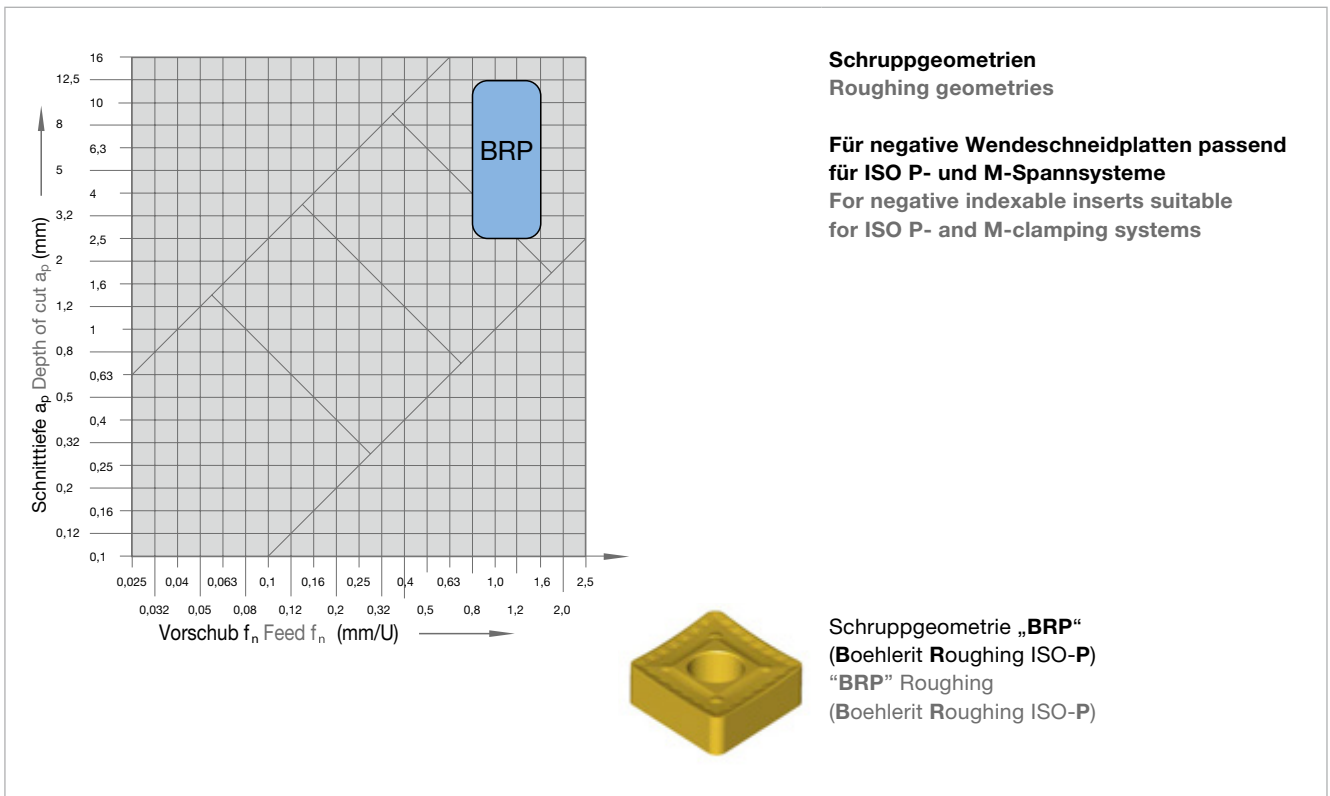 16
12,5
10
8
6,3
5
4
3,2
2,5
2
1,6
1,2
1
0,8
0,63
0,5
0,4
0,32
0,25
0,2
0,16
0,12
0,1
Schnitttiefe ap Depth of cut ap (mm)
BRP
0,025 0,04 0,063 0,1 0,16 0,25 0,4 0,63 1,0 1,6 2,5
0,032 0,05 0,08 0,12 0,2 0,32 0,5 0,8 1,2 2,0
Vorschub fn Feed fn (mm/U)
Schruppgeometrien
Roughing geometries
Für negative Wendeschneidplatten passend
für ISO P- und M-Spannsysteme
For negative indexable inserts suitable
for ISO P- and M-clamping systems
Schruppgeometrie „BRP“
(Boehlerit Roughing ISO-P)
“BRP” Roughing
(Boehlerit Roughing ISO-P)